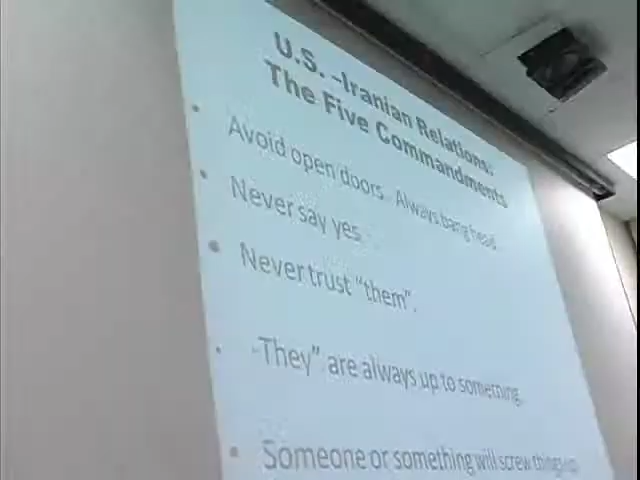 U.S. –Iranian Relations:
The Five Commandments
• Avoid open doors. Always bang head.
• Never say yes.
• Never trust "them".
• "They" are always up to something.
• Someone or something will screw things up